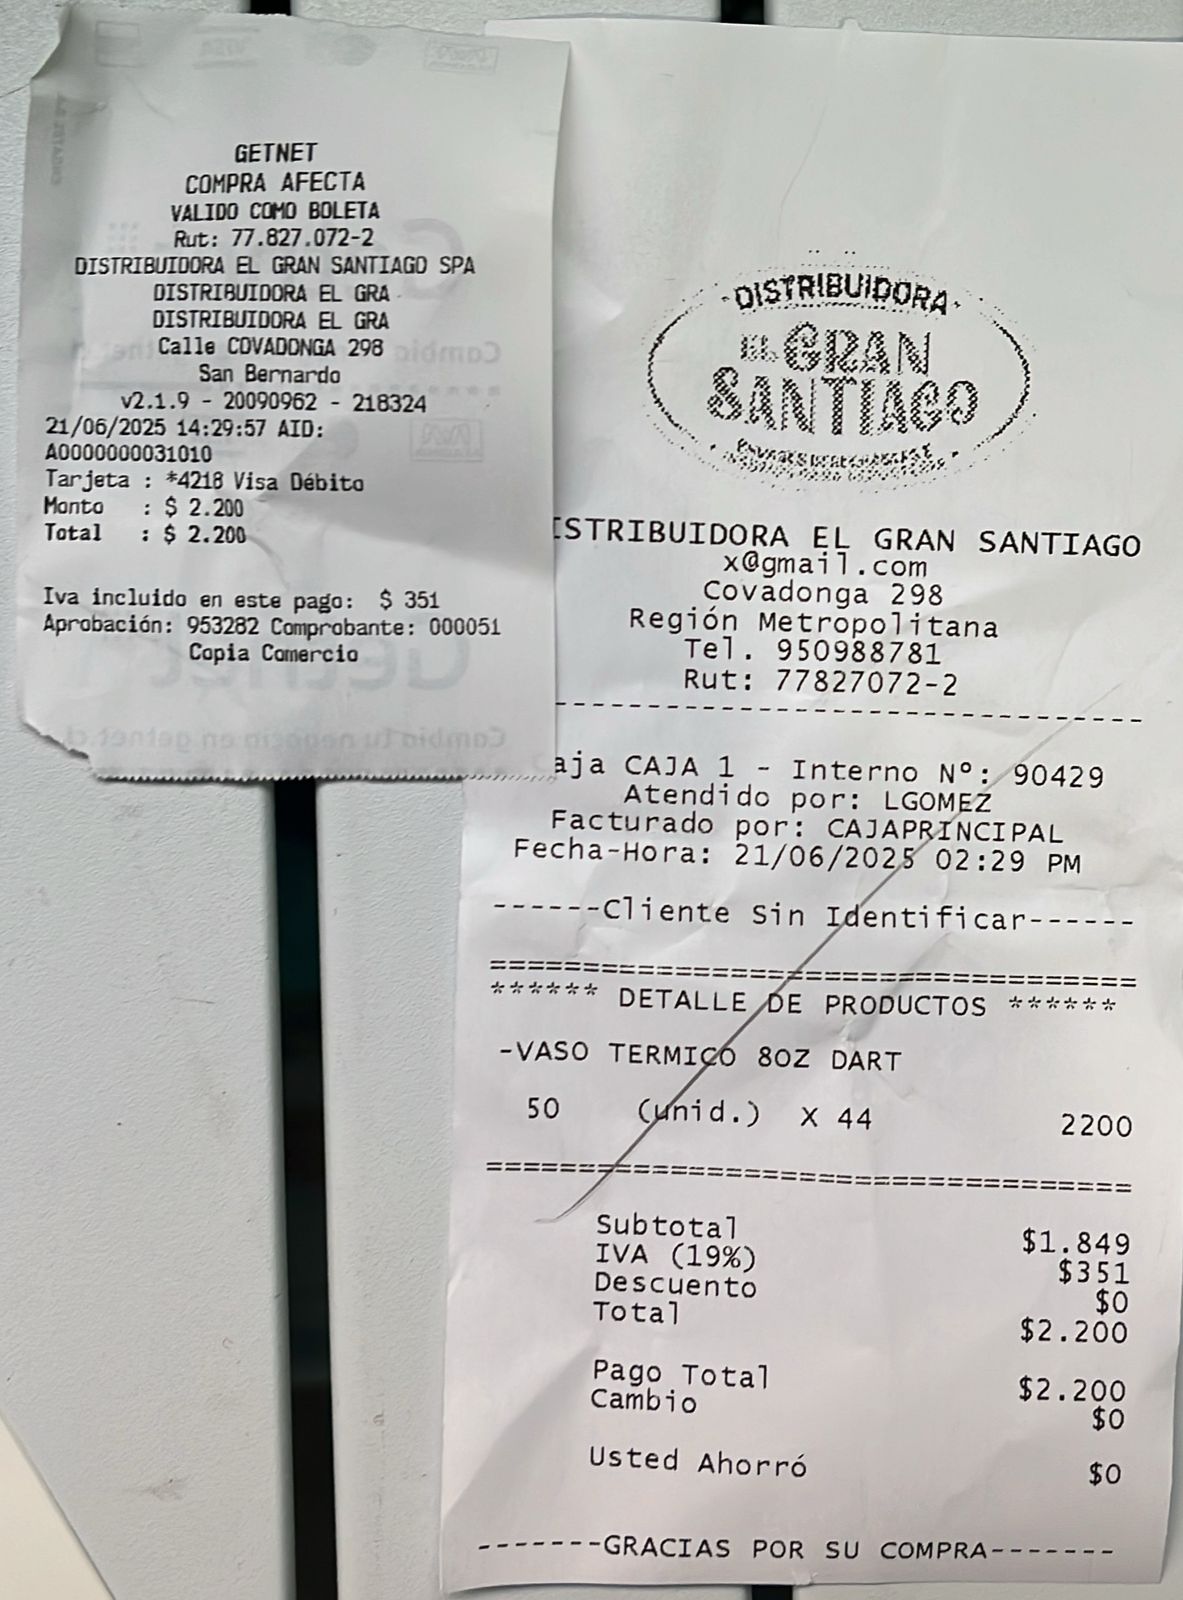 GETNET
COMPRA AFECTA
VALIDO COMO BOLETA
Rut: 77.827.072-2
DISTRIBUIDORA EL GRAN SANTIAGO SPA
DISTRIBUIDORA EL GRA
DISTRIBUIDORA EL GRA
Calle COVADONGA 298
San Bernardo
v2.1.9 - 20090962 - 218324
21/06/2025 14:29:57 AID:
A0000000031010
Tarjeta : *4218 Visa Débito
Monto : $ 2.200
Total : $ 2.200
Iva incluido en este pago: $ 351
Aprobación: 953282 Comprobante: 000051
Copia Comercio
DISTRIBUIDORA
EL GRAN
SANTIAGO
ISTRIBUIDORA EL GRAN SANTIAGO
x@gmail.com
Covadonga 298
Región Metropolitana
Tel. 950988781
Rut: 77827072-2
--------------------------------
aja CAJA 1 - Interno Nº: 90429
Atendido por: LGOMEZ
Facturado por: CAJAPRINCIPAL
Fecha-Hora: 21/06/2025 02:29 PM
------Cliente Sin Identificar------
====================================
****** DETALLE DE PRODUCTOS ******
-VASO TERMICO 8OZ DART
50 (unid.) X 44 2200
====================================
Subtotal $1.849
IVA (19%) $351
Descuento $0
Total $2.200
Pago Total $2.200
Cambio $0
Usted Ahorró $0
-------GRACIAS POR SU COMPRA-------